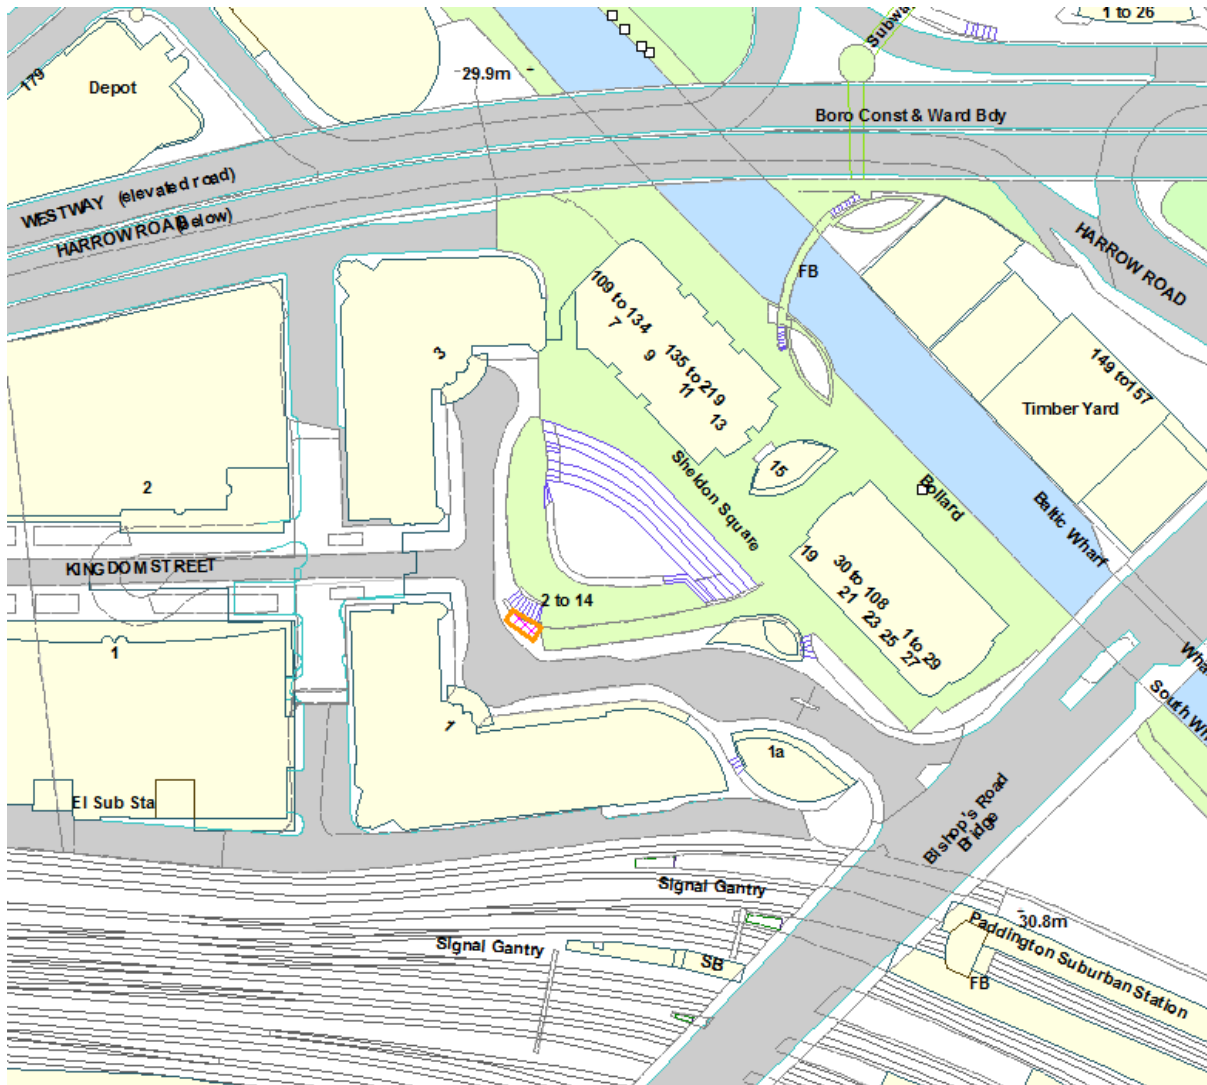 1 to 26
Subwa
179
Depot
29.9m
Boro Const & Ward Bdy
WESTWAY (elevated road)
HARROW ROAD (below)
HARROW ROAD
FB
109 to 134
7
9
135 to 219
11
13
3
149 to 157
Timber Yard
15
Sheldon Square
Bollard
Baltic Wharf
2
KINGDOM STREET
19
30 to 108
21
23
25
1 to 29
27
2 to 14
1
1
1a
South Wh
Wha
El Sub Sta
Bishop's Road
Bridge
Signal Gantry
Signal Gantry
SB
30.8m
Paddington Suburban Station
FB